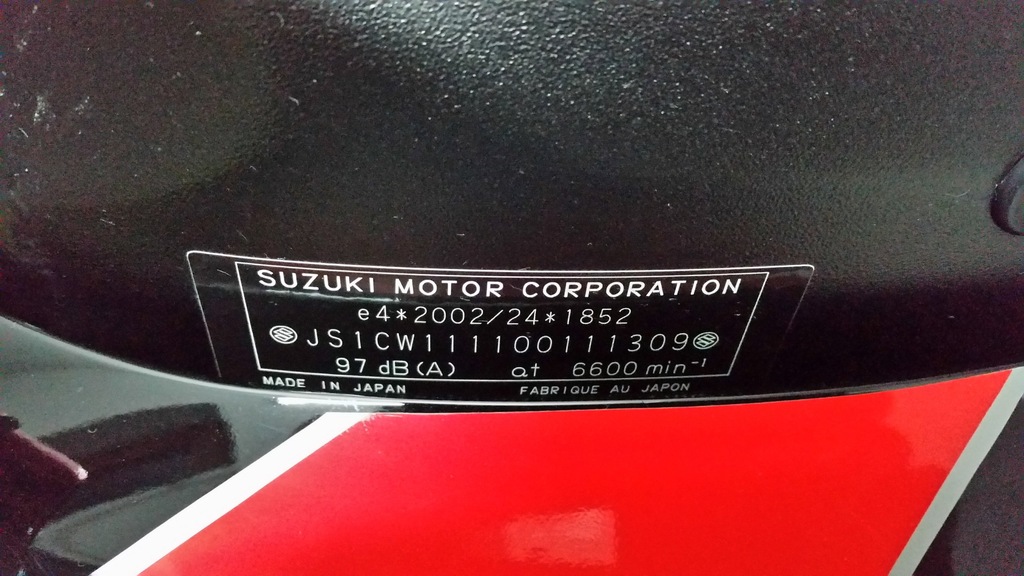 SUZUKI MOTOR CORPORATION
e4*2002/24*1852
JS1CW111100111309
97 dB(A) at 6600 min⁻¹
MADE IN JAPAN FABRIQUE AU JAPON